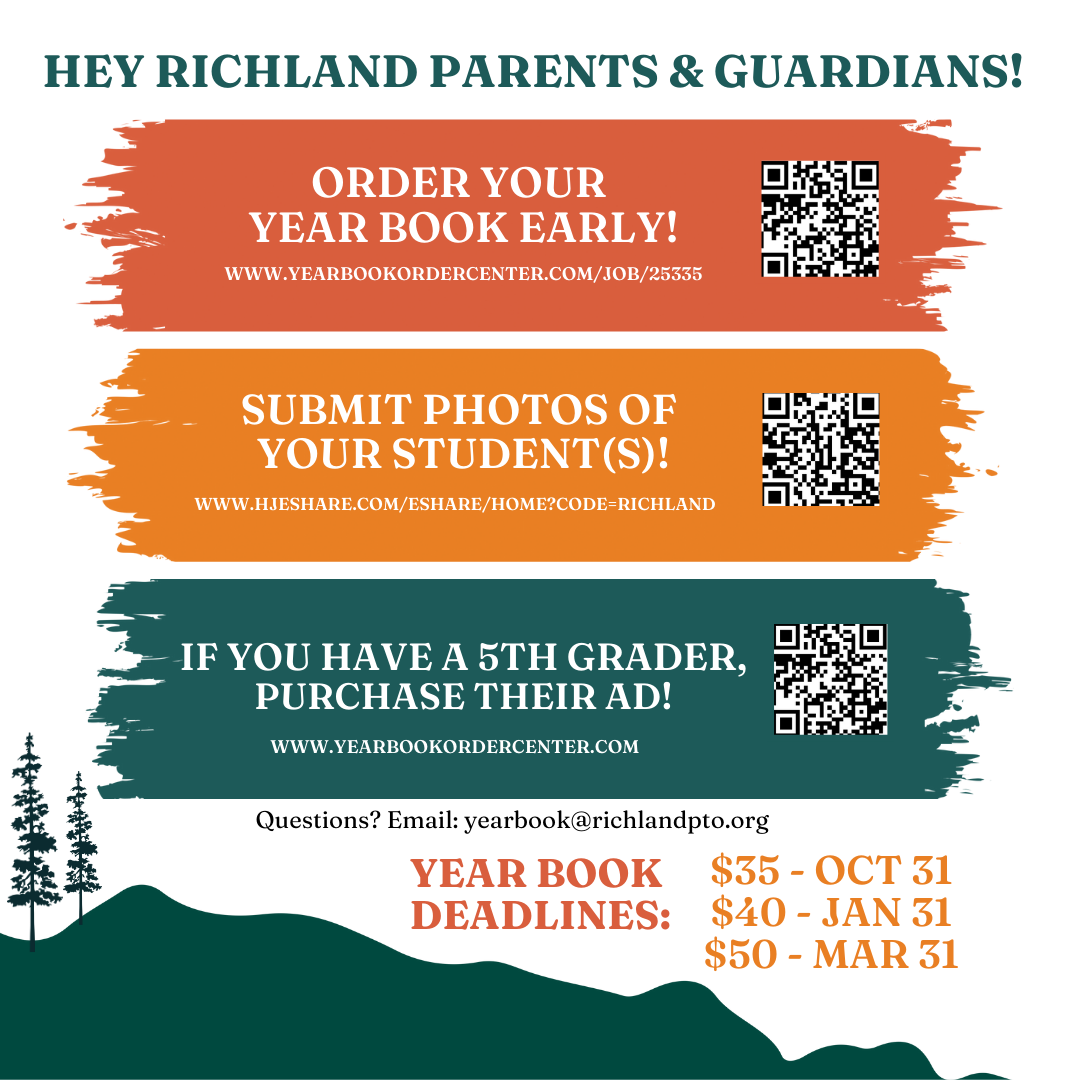 HEY RICHLAND PARENTS & GUARDIANS!
ORDER YOUR
YEAR BOOK EARLY!
WWW.YEARBOOKORDERCENTER.COM/JOB/25335
SUBMIT PHOTOS OF
YOUR STUDENT(S)!
WWW.HJESHARE.COM/ESHARE/HOME?CODE=RICHLAND
IF YOU HAVE A 5TH GRADER,
PURCHASE THEIR AD!
WWW.YEARBOOKORDERCENTER.COM
Questions? Email: yearbook@richlandpto.org
YEAR BOOK
DEADLINES:
$35 - OCT 31
$40 - JAN 31
$50 - MAR 31